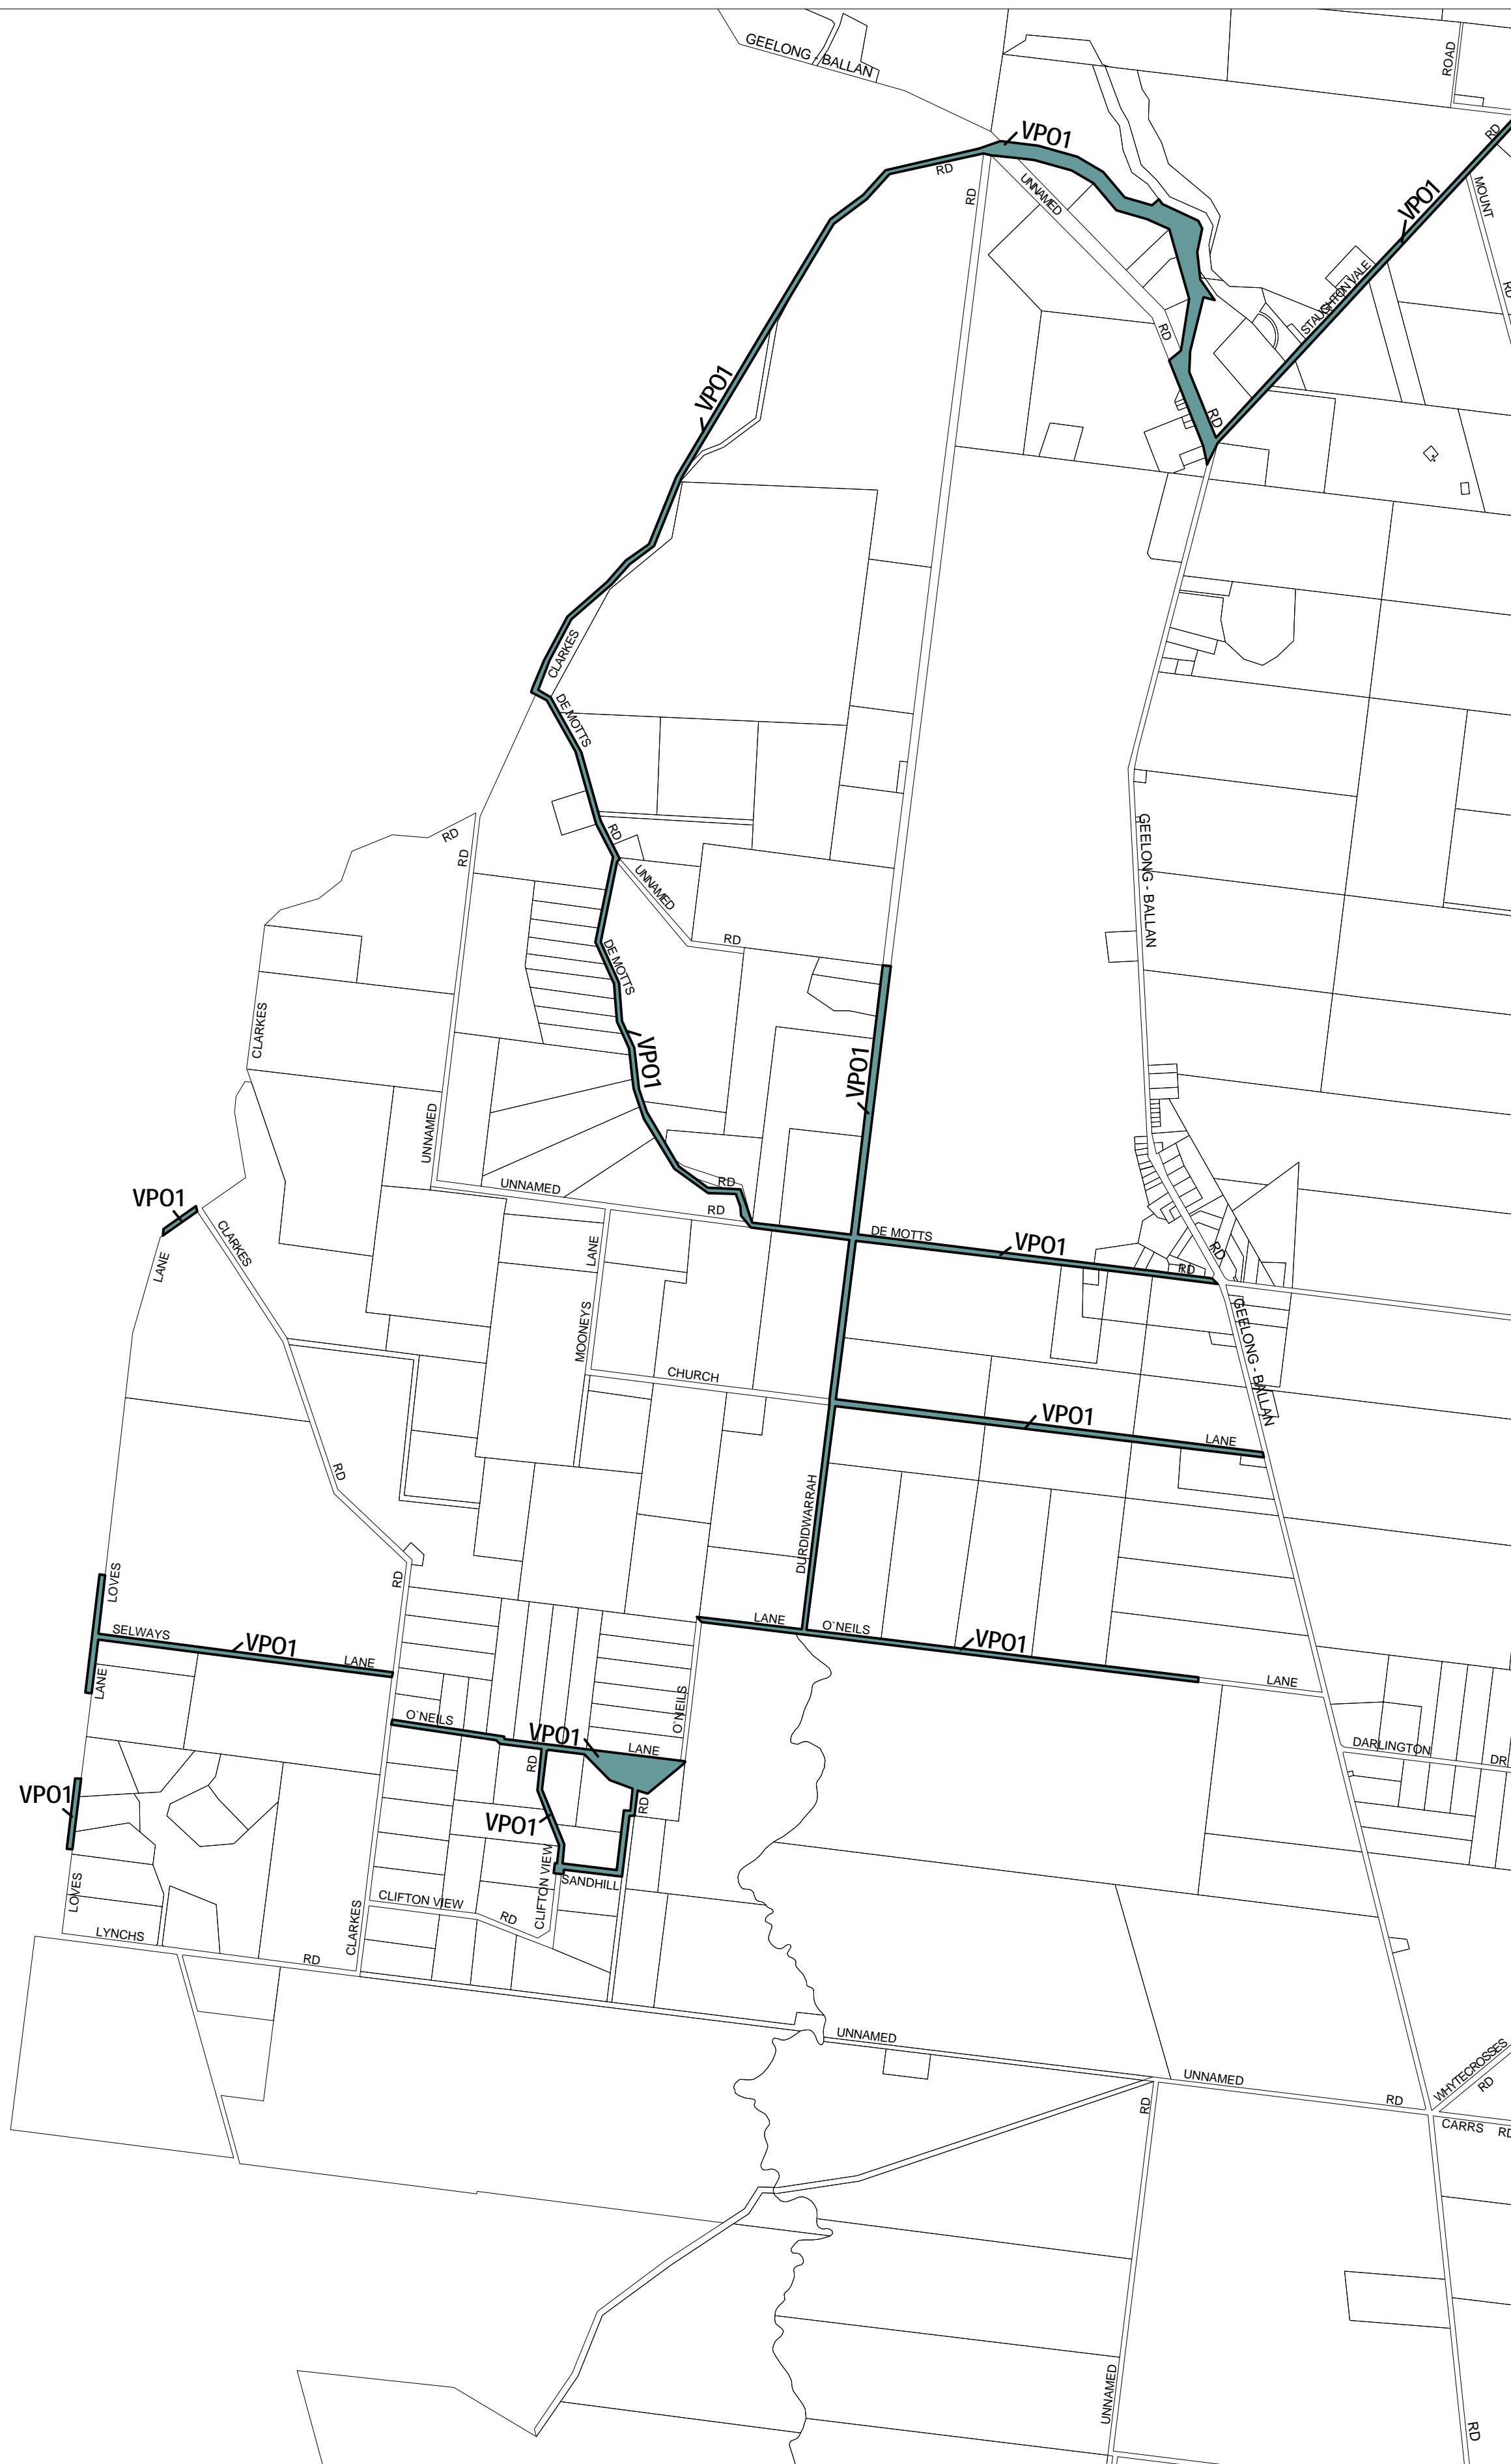 GEELONG - BALLAN
ROAD
VPO1
RD
RD
UNNAMED
RD
MOUNT
VPO1
STAUGHTON VALE
RD
RD
VPO1
RD
CLARKES
DE MOTTS
RD
RD
RD
UNNAMED
RD
GEELONG - BALLAN
DE MOTTS
CLARKES
VPO1
VPO1
UNNAMED
UNNAMED
RD
RD
VPO1
CLARKES
LANE
LANE
DE MOTTS
VPO1
RD
RD
MOONEYS
CHURCH
GEELONG - BALLAN
VPO1
LANE
RD
DURDIDWARRAH
LOVES
RD
LANE
O`NEILS
VPO1
SELWAYS
VPO1
LANE
LANE
LANE
O`NEILS
O`NEILS
VPO1
LANE
RD
DARLINGTON
DR
VPO1
RD
VPO1
CLIFTON VIEW
SANDHILL
LOVES
CLIFTON VIEW
RD
CLARKES
LYNCHS
RD
UNNAMED
UNNAMED
WHYTECROSSES
RD
RD
RD
CARRS RD
UNNAMED
RD